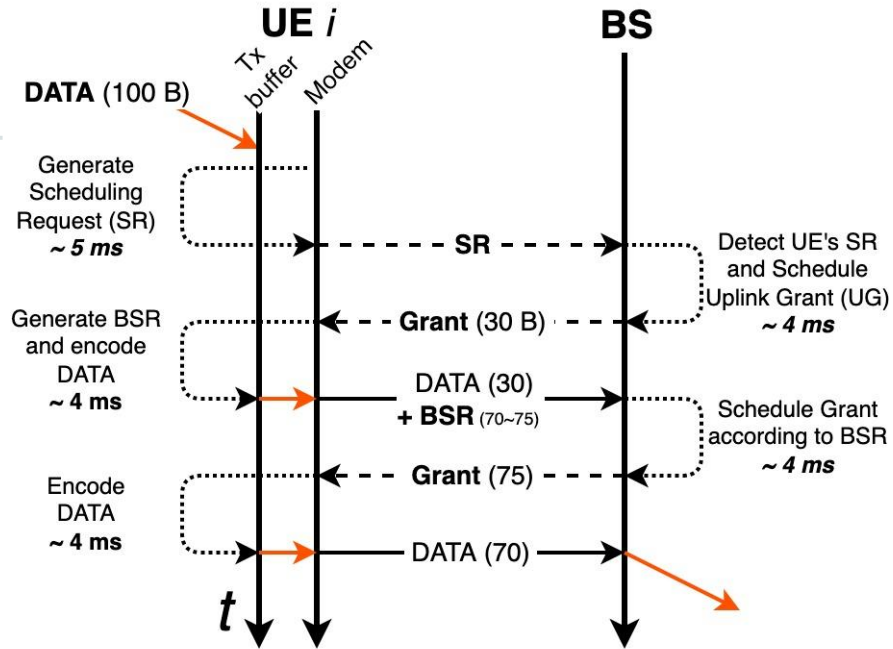 UE i
BS
Tx
buffer
Modem
DATA (100 B)
Generate
Scheduling
Request (SR)
~ 5 ms
SR
Detect UE's SR
and Schedule
Uplink Grant (UG)
~ 4 ms
Grant (30 B)
Generate BSR
and encode
DATA
~ 4 ms
DATA (30)
+ BSR (70~75)
Schedule Grant
according to BSR
~ 4 ms
Grant (75)
Encode
DATA
~ 4 ms
DATA (70)
t